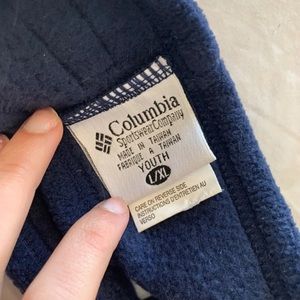 Columbia
Sportswear Company
MADE IN TAIWAN
FABRIQUE A TAIWAN
YOUTH
L/XL
CARE ON REVERSE SIDE
INSTRUCTIONS D'ENTRETIEN AU
VERSO